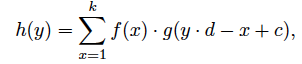 h(y) = \sum_{x=1}^{k} f(x) \cdot g(y \cdot d - x + c),